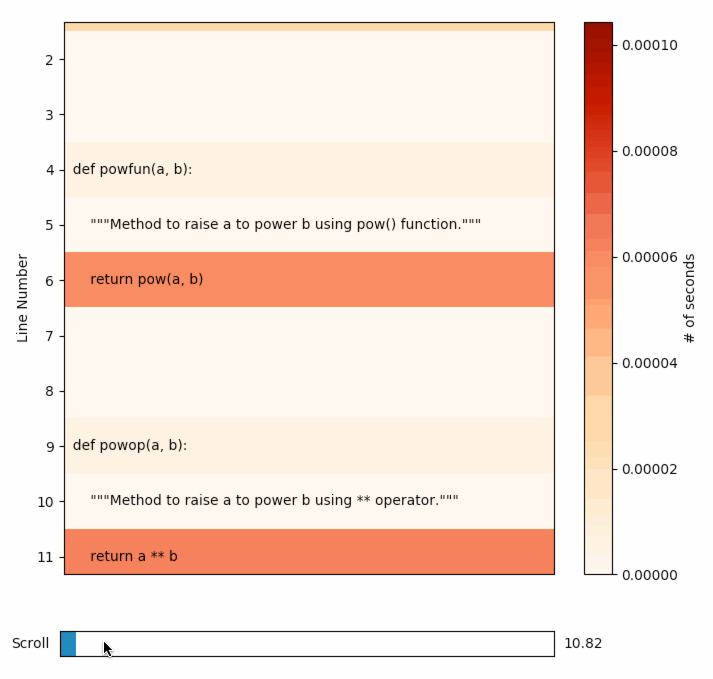 2
3
4 def powfun(a, b):
5 """Method to raise a to power b using pow() function."""
6 return pow(a, b)
7
8
9 def powop(a, b):
10 """Method to raise a to power b using ** operator."""
11 return a ** b
Line Number
0.00010
0.00008
0.00006
0.00004
0.00002
0.00000
# of seconds
Scroll 10.82